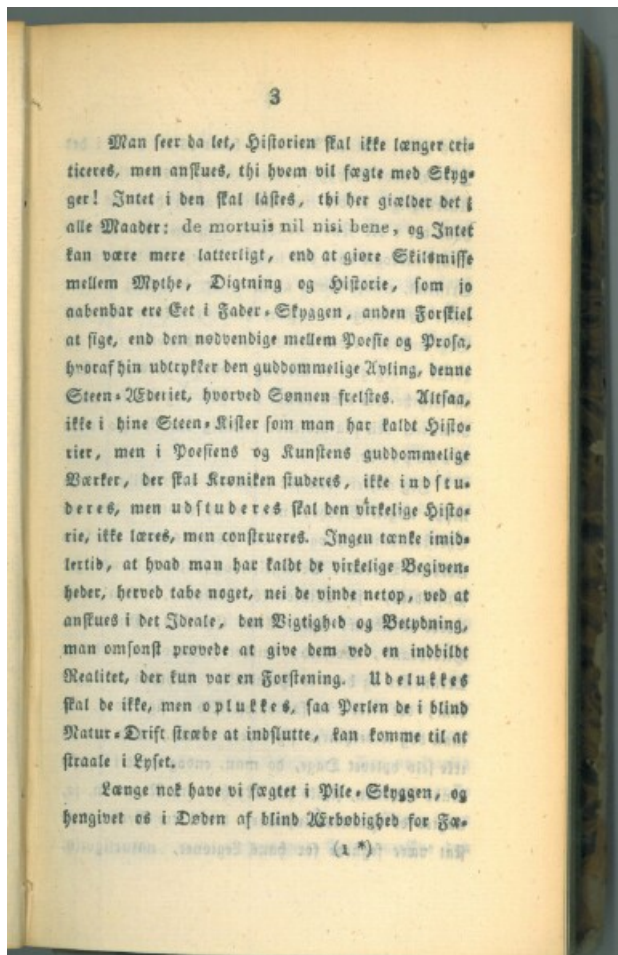 3
Man seer da let, Historien skal ikke længer cri-
ticeres, men anskues, thi hvem vil fægte med Skyg-
ger! Intet i den skal låstes, thi her giælder det i
alle Maader: de mortuis nil nisi bene, og Intet
kan være mere latterligt, end at giøre Skilsmisse
mellem Mythe, Digtning og Historie, som jo
aabenbar ere Eet i Fader-Skyggen, anden Forskiel
at sige, end den nødvendige mellem Poesie og Prosa,
hvoraf hin udtrykker den guddommelige Avling, denne
Steen-Æderiet, hvorved Sønnen frelstes. Altsaa,
ikke i hine Steen-Kister som man har kaldt Histo-
rier, men i Poesiens og Kunstens guddommelige
Værker, der skal Krøniken studeres, ikke indstu-
deres, men udstuderes skal den virkelige Histo-
rie, ikke læres, men construeres. Ingen tænke imid-
lertid, at hvad man har kaldt de virkelige Begiven-
heder, herved tabe noget, nei de vinde netop, ved at
anskues i det Ideale, den Vigtighed og Betydning,
man omsonst prøvede at give dem ved en indbildt
Realitet, der kun var en Forstening. Udelukkes
skal de ikke, men oplukkes, saa Perlen de i blind
Natur-Drift stræbe at indslutte, kan komme til at
straale i Lyset.
Længe nok have vi fægtet i Pile-Skyggen, og
hengivet os i Døden af blind Ærbødighed for Fæ-
(1 *)